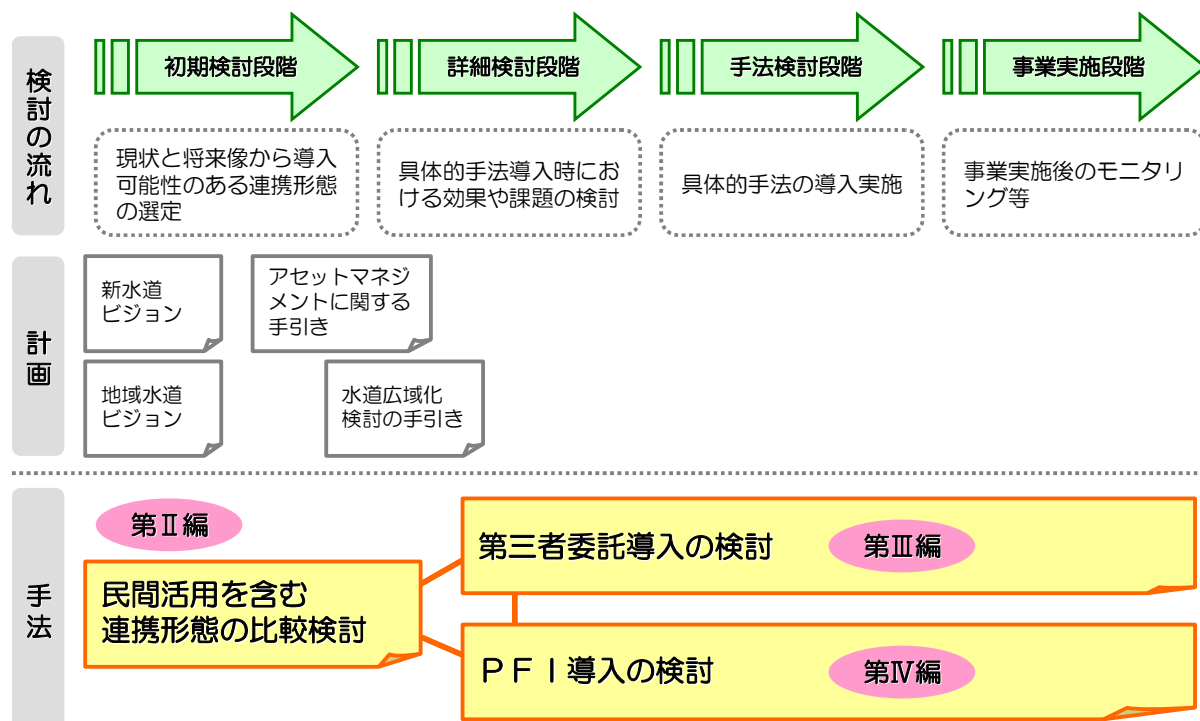 検討の流れ
初期検討段階
詳細検討段階
手法検討段階
事業実施段階
現状と将来像から導入
可能性のある連携形態
の選定
具体的手法導入時にお
ける効果や課題の検討
具体的手法の導入実施
事業実施後のモニタリ
ング等
計画
新水道
ビジョン
アセットマネジ
メントに関する
手引き
地域水道
ビジョン
水道広域化
検討の手引き
手法
第Ⅱ編
民間活用を含む
連携形態の比較検討
第三者委託導入の検討
第Ⅲ編
ＰＦＩ導入の検討
第Ⅳ編